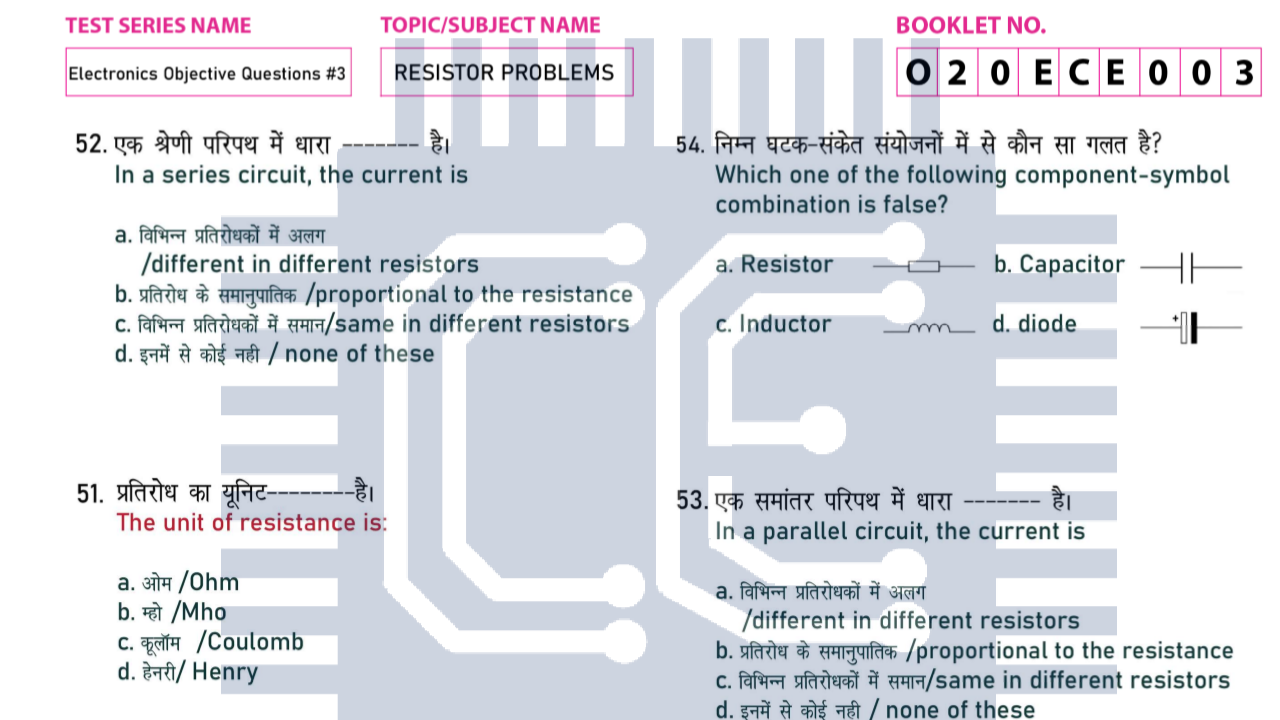 TEST SERIES NAME
Electronics Objective Questions #3
TOPIC/SUBJECT NAME
RESISTOR PROBLEMS
BOOKLET NO.
O20ECE003
52. एक श्रेणी परिपथ में धारा ------- है।
In a series circuit, the current is
a. विभिन्न प्रतिरोधकों में अलग
/different in different resistors
b. प्रतिरोध के समानुपातिक /proportional to the resistance
c. विभिन्न प्रतिरोधकों में समान/same in different resistors
d. इनमें से कोई नही / none of these
51. प्रतिरोध का यूनिट--------है।
The unit of resistance is:
a. ओम /Ohm
b. म्हो /Mho
c. कूलॉम /Coulomb
d. हेनरी/ Henry
54. निम्न घटक-संकेत संयोजनों में से कौन सा गलत है?
Which one of the following component-symbol
combination is false?
a. Resistor b. Capacitor
c. Inductor d. diode +
53. एक समांतर परिपथ में धारा ------- है।
In a parallel circuit, the current is
a. विभिन्न प्रतिरोधकों में अलग
/different in different resistors
b. प्रतिरोध के समानुपातिक /proportional to the resistance
c. विभिन्न प्रतिरोधकों में समान/same in different resistors
d. इनमें से कोई नही / none of these